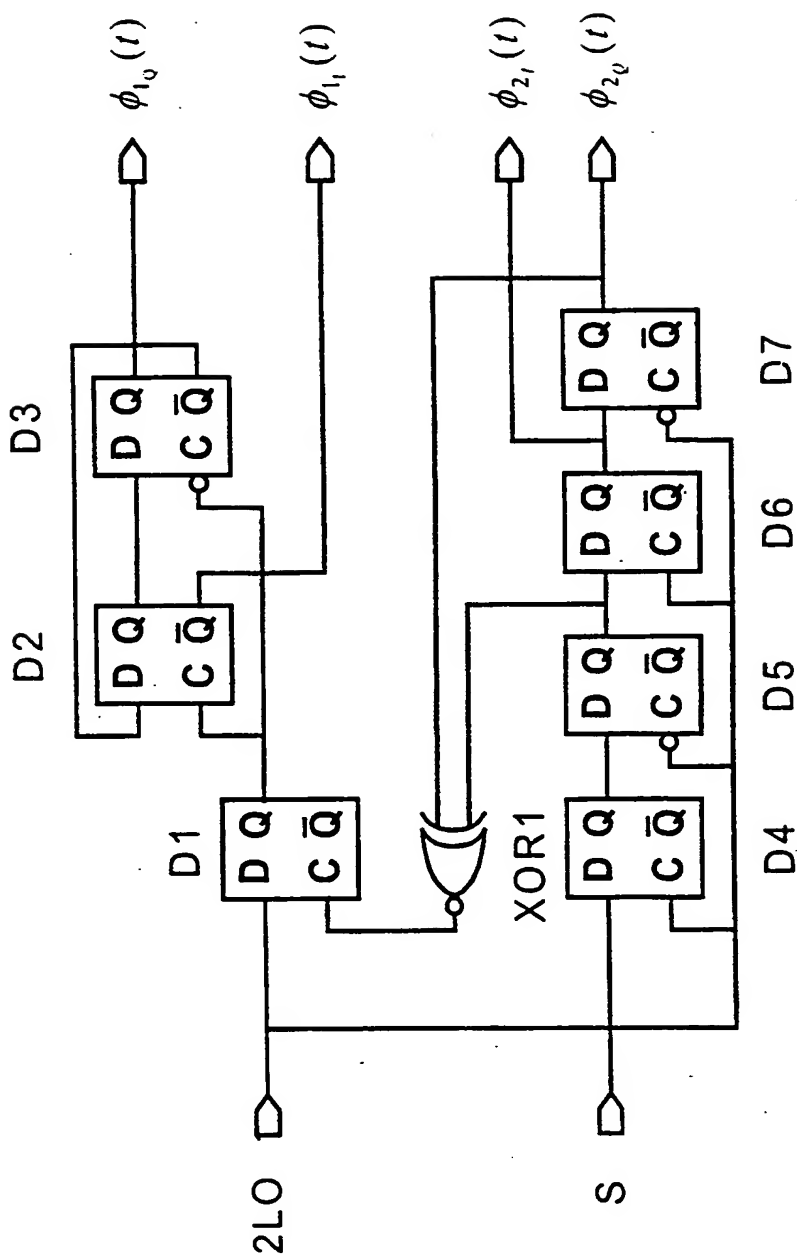 D2
D3
D Q
C Q̅
D Q
C Q̅
ϕ1Q(t)
D1
D Q
C Q̅
2LO
ϕ1I(t)
XOR1
ϕ2I(t)
S
D Q
C Q̅
D Q
C Q̅
D Q
C Q̅
D Q
C Q̅
ϕ2Q(t)
D4
D5
D6
D7